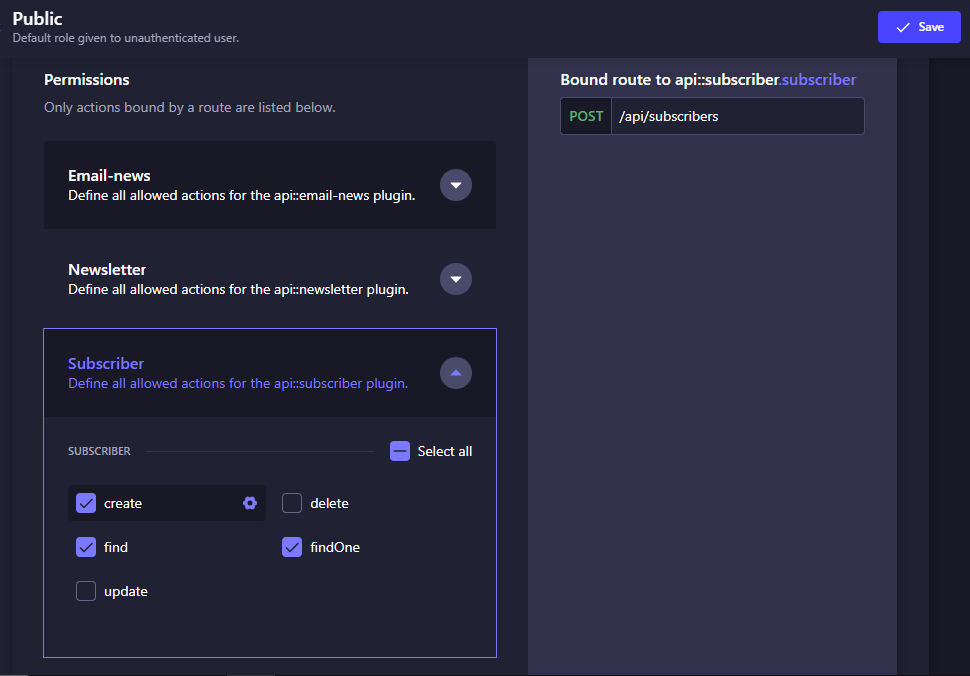 Public
Default role given to unauthenticated user.
Save
Permissions
Only actions bound by a route are listed below.
Email-news
Define all allowed actions for the api::email-news plugin.
Newsletter
Define all allowed actions for the api::newsletter plugin.
Subscriber
Define all allowed actions for the api::subscriber plugin.
SUBSCRIBER
Select all
create
delete
find
findOne
update
Bound route to api::subscriber.subscriber
POST /api/subscribers